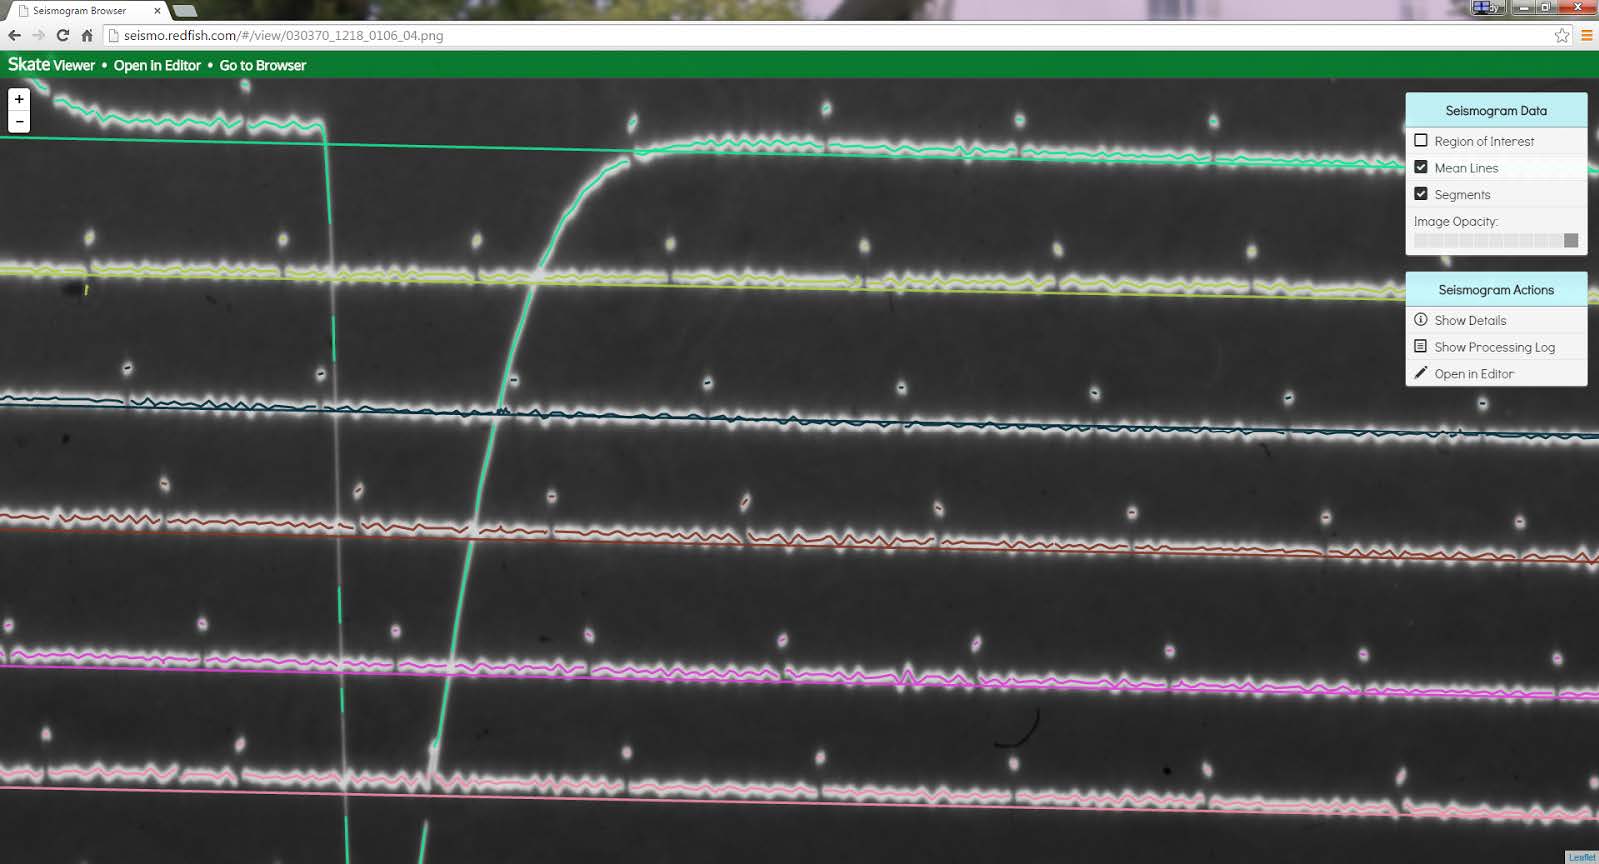 Seismogram Browser
seismo.redfish.com/#/view/030370_1218_0106_04.png
Skate Viewer • Open in Editor • Go to Browser
+
−
Seismogram Data
Region of Interest
Mean Lines
Segments
Image Opacity:
Seismogram Actions
Show Details
Show Processing Log
Open in Editor
Leaflet